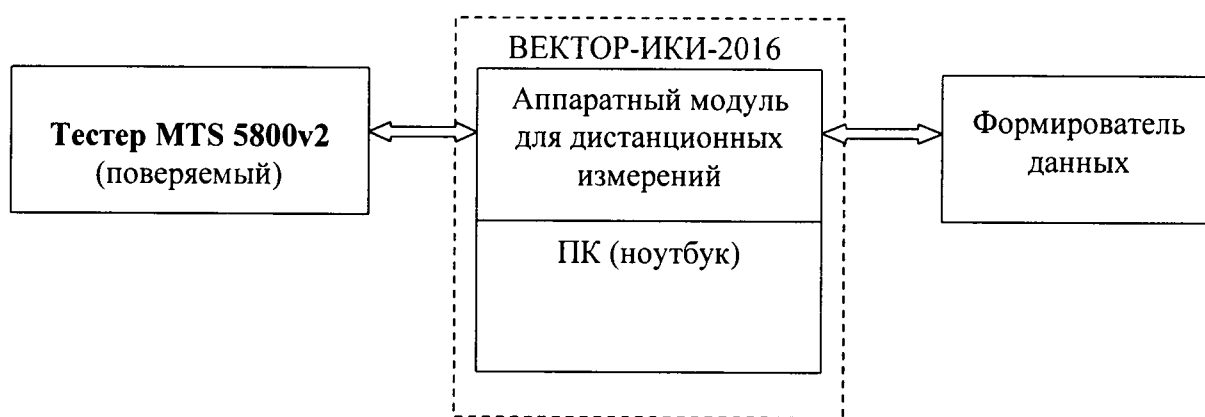 ВЕКТОР-ИКИ-2016
Тестер MTS 5800v2
(поверяемый)
Аппаратный модуль
для дистанционных
измерений
ПК (ноутбук)
Формирователь
данных